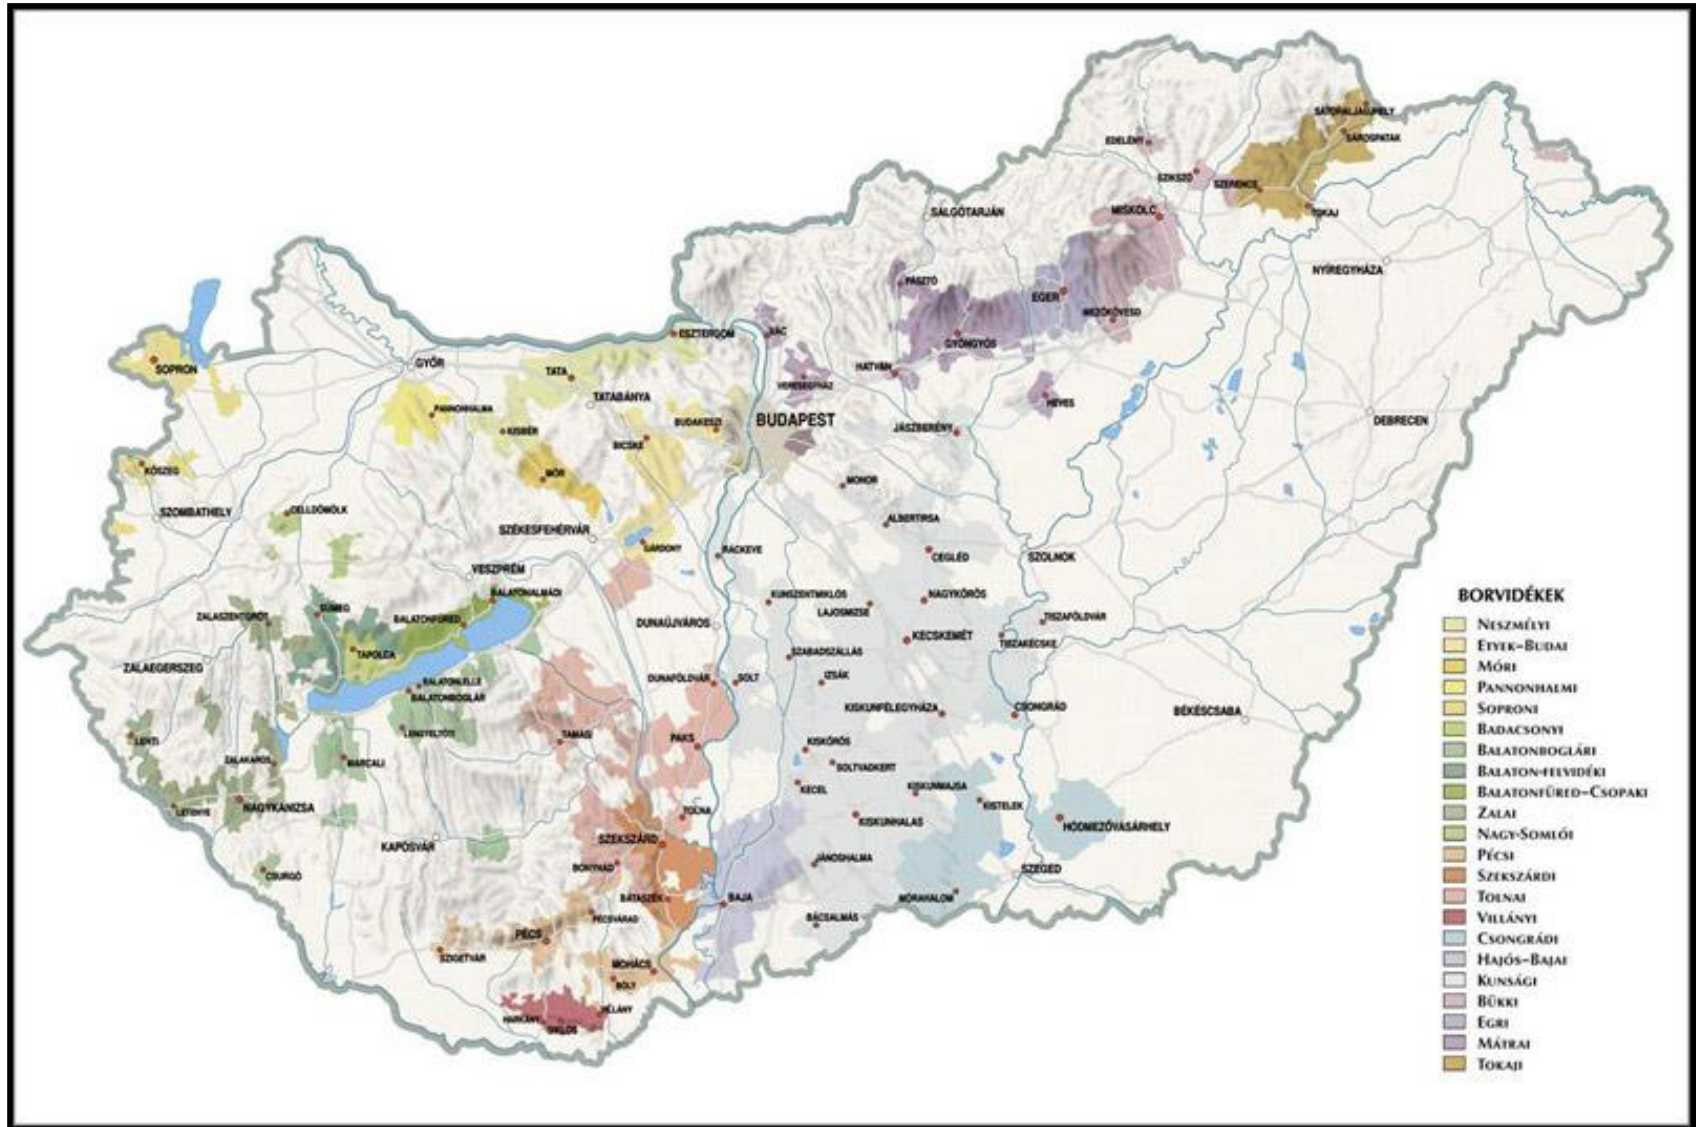 SÁTORALJAÚJHELY
SÁROSPATAK
EDELÉNY
SZIKSZÓ
SZERENCS
TOKAJ
SALGÓTARJÁN
MISKOLC
NYÍREGYHÁZA
PÁSZTÓ
EGER
MEZŐKÖVESD
ESZTERGOM
VÁC
GYÖNGYÖS
SOPRON
GYŐR
TATA
HATVAN
VERESEGYHÁZ
TATABÁNYA
HEVES
PANNONHALMA
KISBÉR
BUDAKESZI
BUDAPEST
JÁSZBERÉNY
DEBRECEN
BICSKE
KŐSZEG
MÓR
MONOR
SZOMBATHELY
CELLDÖMÖLK
SZÉKESFEHÉRVÁR
ALBERTIRSA
GÁRDONY
RÁCKEVE
CEGLÉD
SZOLNOK
VESZPRÉM
BALATONALMÁDI
KUNSZENTMIKLÓS
LAJOSMIZSE
NAGYKŐRÖS
ZALASZENTGRÓT
SÜMEG
BALATONFÜRED
DUNAÚJVÁROS
TISZAFÖLDVÁR
KECSKEMÉT
TISZAKÉCSKE
TAPOLCA
SZABADSZÁLLÁS
ZALAEGERSZEG
BALATONLELLE
BALATONBOGLÁR
DUNAFÖLDVÁR
SOLT
IZSÁK
KISKUNFÉLEGYHÁZA
CSONGRÁD
BÉKÉSCSABA
LENTI
LENGYELTÓTI
TAMÁSI
PAKS
KISKŐRÖS
ZALAKAROS
MARCALI
SOLTVADKERT
KECEL
KISKUNMAJSA
KISTELEK
LETENYE
NAGYKANIZSA
TOLNA
KISKUNHALAS
HÓDMEZŐVÁSÁRHELY
KAPOSVÁR
SZEKSZÁRD
JÁNOSHALMA
CSURGÓ
BONYHÁD
SZEGED
BÁTASZÉK
BAJA
MÓRAHALOM
PÉCSVÁRAD
BÁCSALMÁS
PÉCS
SZIGETVÁR
MOHÁCS
BÓLY
HARKÁNY
SIKLÓS
BORVIDÉKEK
NESZMÉLYI
ETYEK–BUDAI
MÓRI
PANNONHALMI
SOPRONI
BADACSONYI
BALATONBOGLÁRI
BALATON-FELVIDÉKI
BALATONFÜRED–CSOPAKI
ZALAI
NAGY-SOMLÓI
PÉCSI
SZEKSZÁRDI
TOLNAI
VILLÁNYI
CSONGRÁDI
HAJÓS–BAJAI
KUNSÁGI
BÜKKI
EGRI
MÁTRAI
TOKAJI